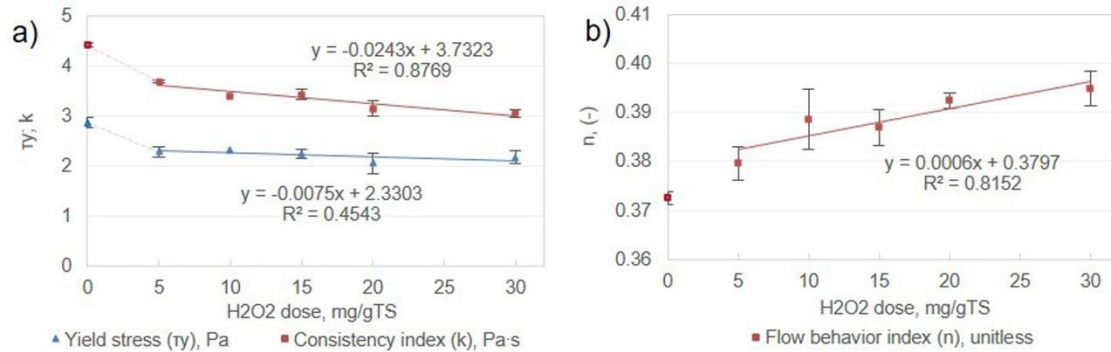 a)
5
4
3
2
1
0
τy; k
y = -0.0243x + 3.7323
R² = 0.8769
y = -0.0075x + 2.3303
R² = 0.4543
0 5 10 15 20 25 30
H2O2 dose, mg/gTS
Yield stress (τy), Pa Consistency index (k), Pa·s
b)
0.41
0.40
0.39
0.38
0.37
0.36
n, (-)
y = 0.0006x + 0.3797
R² = 0.8152
0 5 10 15 20 25 30
H2O2 dose, mg/gTS
Flow behavior index (n), unitless